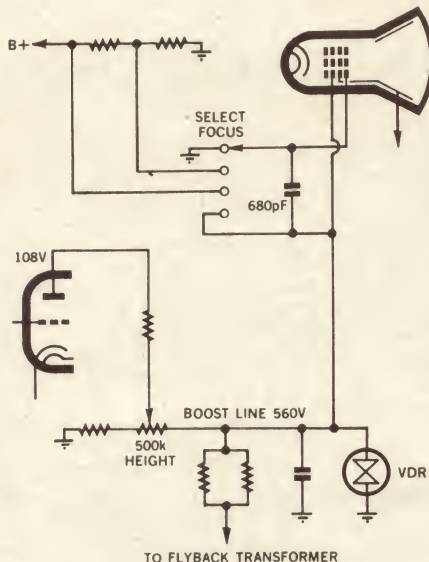 B+
SELECT
FOCUS
680pF
108V
BOOST LINE 560V
500k
HEIGHT
VDR
TO FLYBACK TRANSFORMER